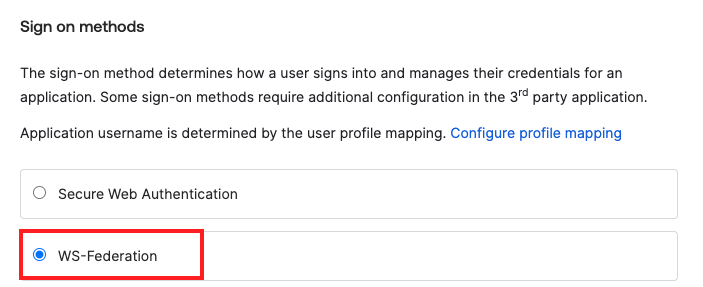 Sign on methods
The sign-on method determines how a user signs into and manages their credentials for an
application. Some sign-on methods require additional configuration in the 3rd party application.
Application username is determined by the user profile mapping. Configure profile mapping
Secure Web Authentication
WS-Federation